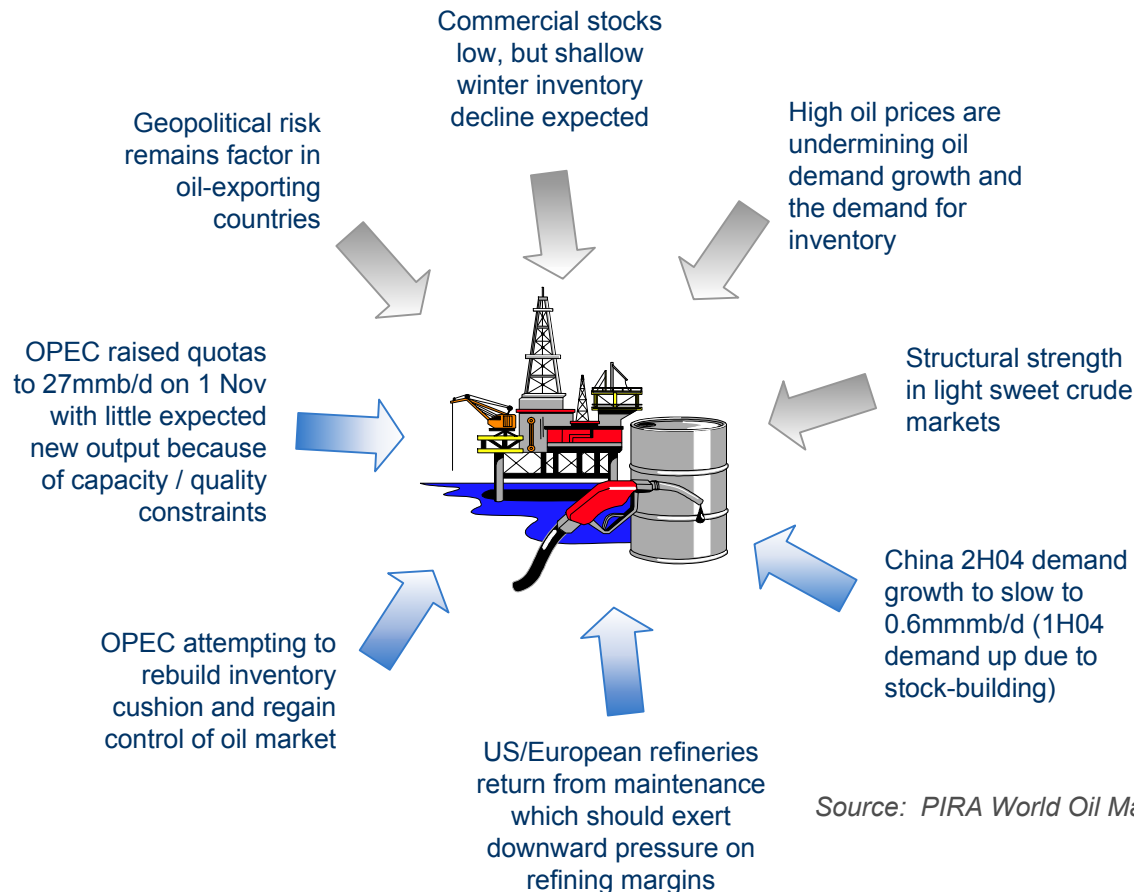 Commercial stocks
low, but shallow
winter inventory
decline expected
Geopolitical risk
remains factor in
oil-exporting
countries
High oil prices are
undermining oil
demand growth and
the demand for
inventory
OPEC raised quotas
to 27mmb/d on 1 Nov
with little expected
new output because
of capacity / quality
constraints
Structural strength
in light sweet crude
markets
China 2H04 demand
growth to slow to
0.6mmmb/d (1H04
demand up due to
stock-building)
OPEC attempting to
rebuild inventory
cushion and regain
control of oil market
US/European refineries
return from maintenance
which should exert
downward pressure on
refining margins
Source: PIRA World Oil